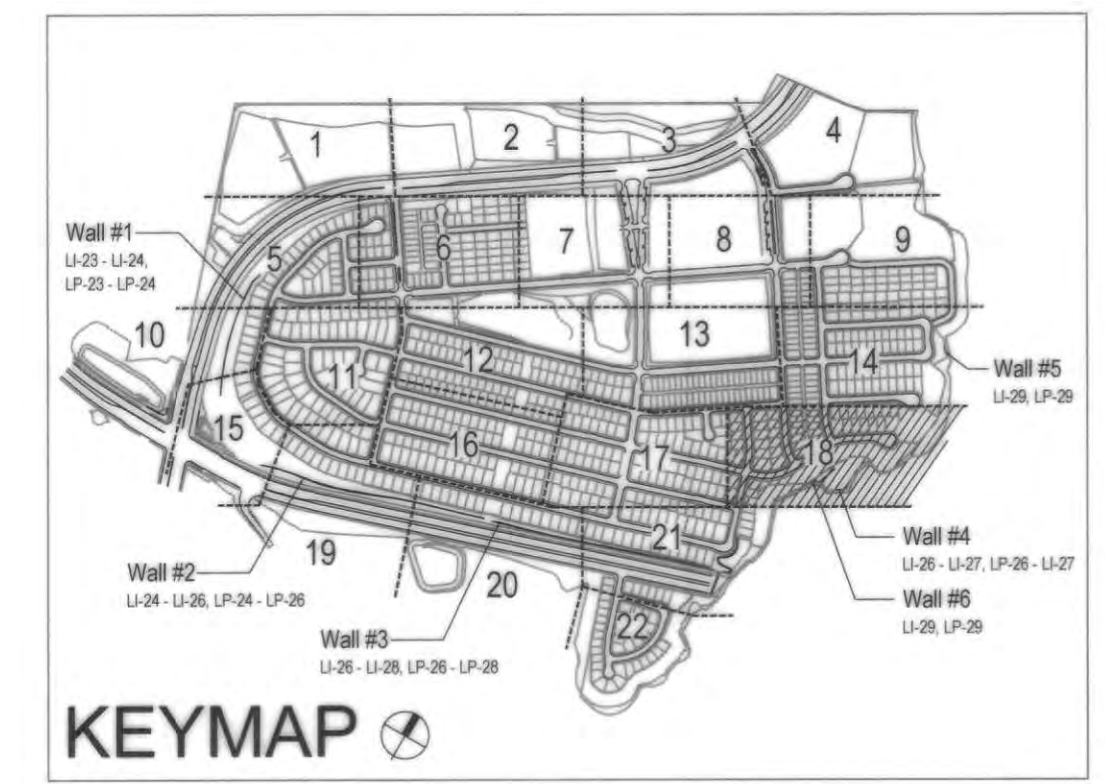 1
2
3
4
Wall #1
LI-23 - LI-24,
LP-23 - LP-24
5
6
7
8
9
10
11
12
13
14
Wall #5
LI-29, LP-29
15
16
17
18
Wall #4
LI-26 - LI-27, LP-26 - LI-27
Wall #6
LI-29, LP-29
19
20
21
22
Wall #2
LI-24 - LI-26, LP-24 - LP-26
Wall #3
LI-26 - LI-28, LP-26 - LP-28
KEYMAP